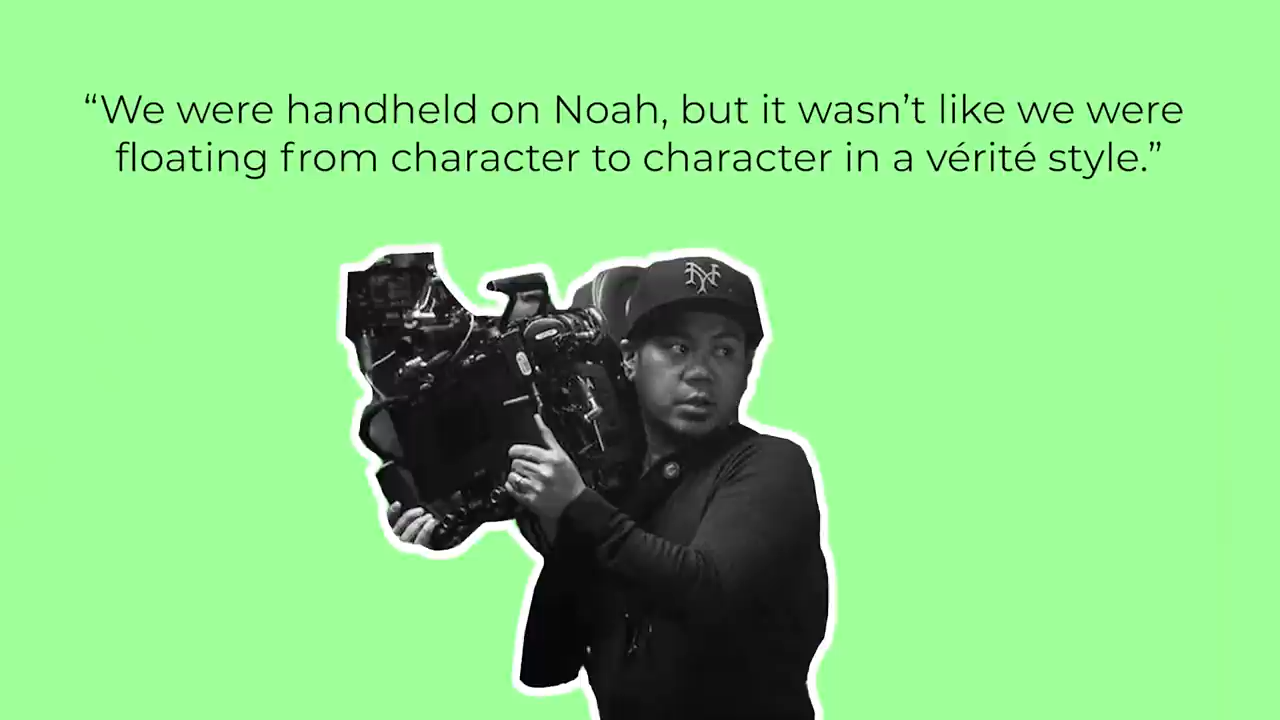 “We were handheld on Noah, but it wasn’t like we were
floating from character to character in a vérité style.”
NY